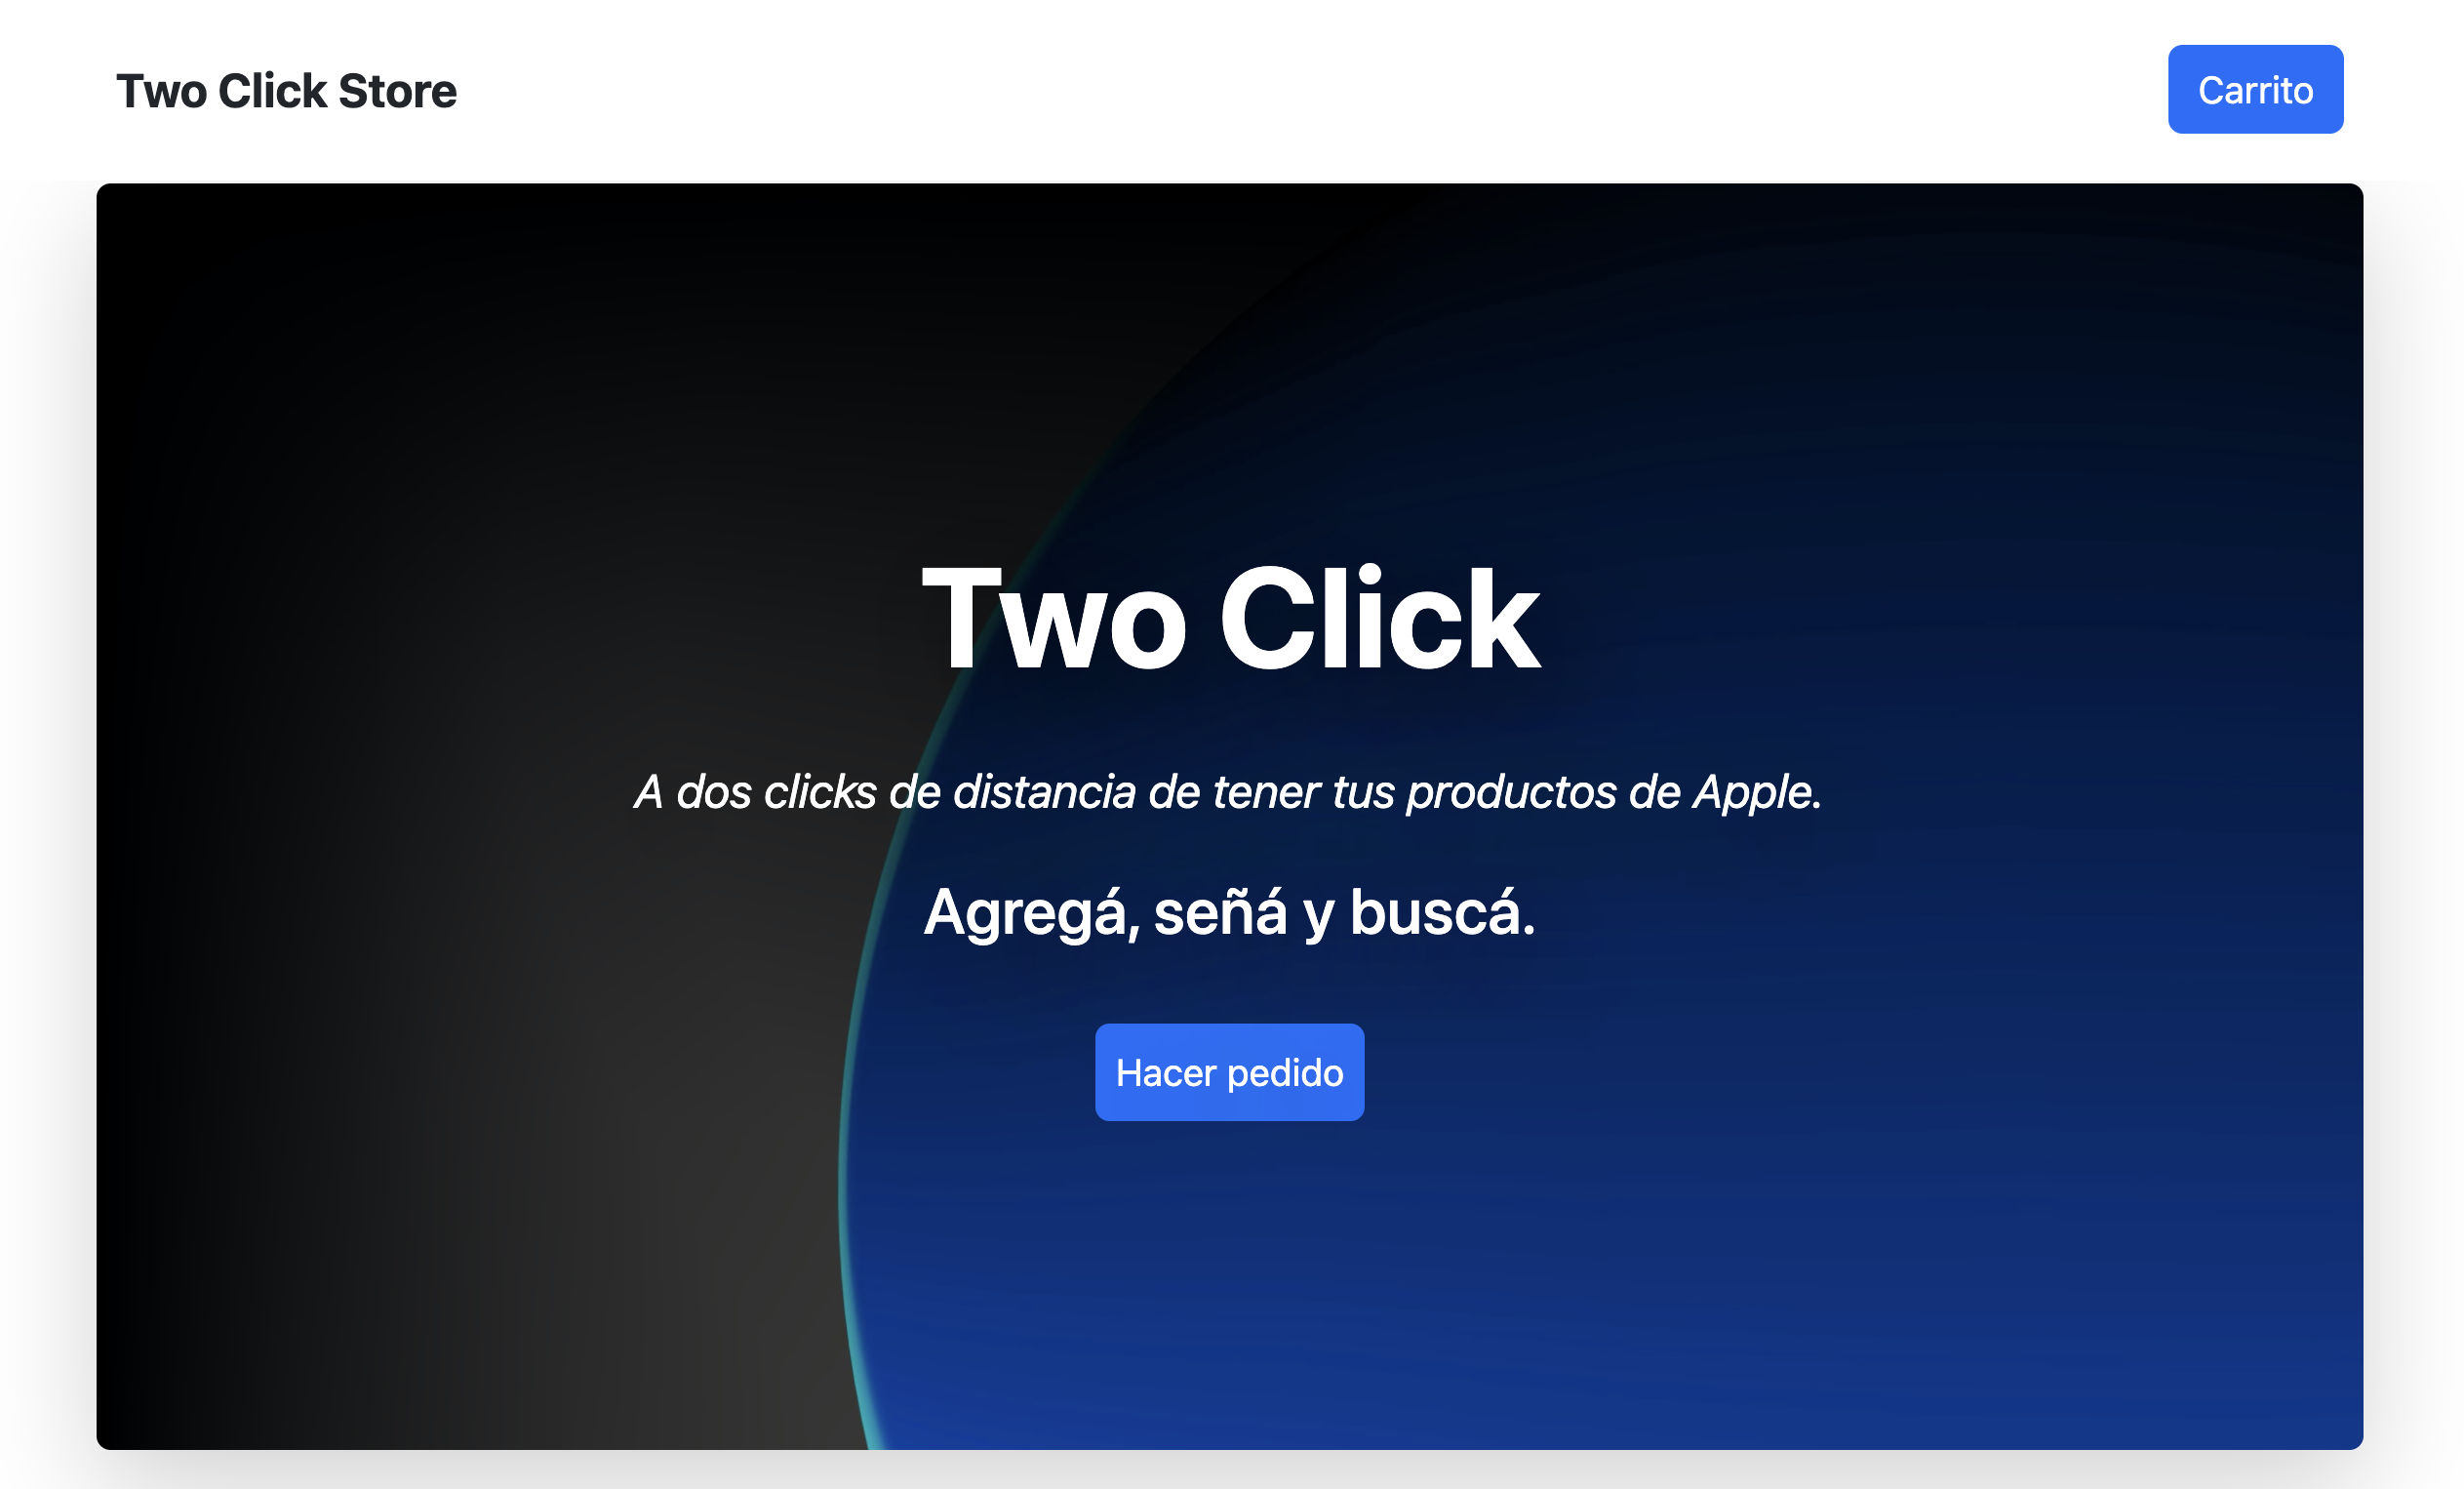 Two Click Store
Carrito
Two Click
A dos clicks de distancia de tener tus productos de Apple.
Agregá, señá y buscá.
Hacer pedido